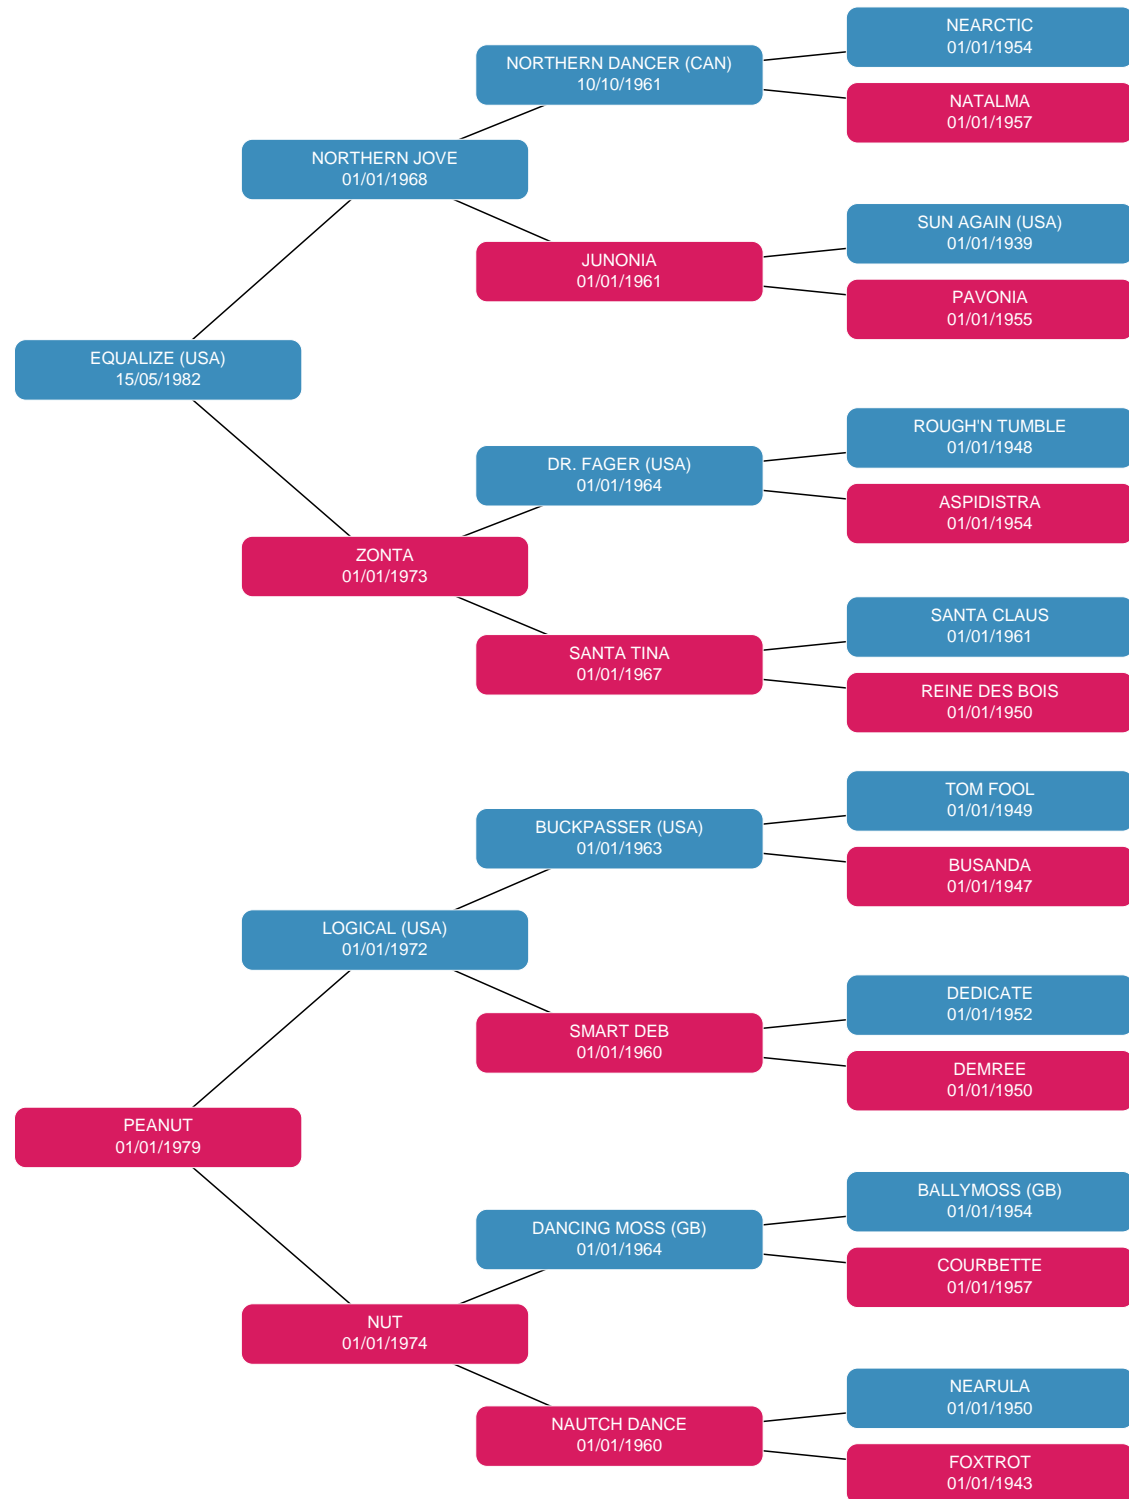 NEARCTIC
01/01/1954
NORTHERN DANCER (CAN)
10/10/1961
NATALMA
01/01/1957
NORTHERN JOVE
01/01/1968
SUN AGAIN (USA)
01/01/1939
JUNONIA
01/01/1961
PAVONIA
01/01/1955
EQUALIZE (USA)
15/05/1982
ROUGH'N TUMBLE
01/01/1948
DR. FAGER (USA)
01/01/1964
ASPIDISTRA
01/01/1954
ZONTA
01/01/1973
SANTA CLAUS
01/01/1961
SANTA TINA
01/01/1967
REINE DES BOIS
01/01/1950
TOM FOOL
01/01/1949
BUCKPASSER (USA)
01/01/1963
BUSANDA
01/01/1947
LOGICAL (USA)
01/01/1972
DEDICATE
01/01/1952
SMART DEB
01/01/1960
DEMREE
01/01/1950
PEANUT
01/01/1979
BALLYMOSS (GB)
01/01/1954
DANCING MOSS (GB)
01/01/1964
COURBETTE
01/01/1957
NUT
01/01/1974
NEARULA
01/01/1950
NAUTCH DANCE
01/01/1960
FOXTROT
01/01/1943